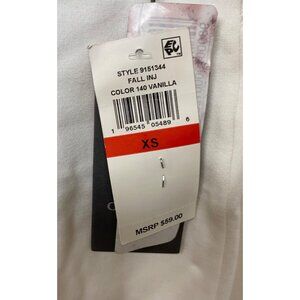 STYLE 9151344
FALL INJ
COLOR 140 VANILLA
1 96545 05489 6
XS
MSRP $59.00